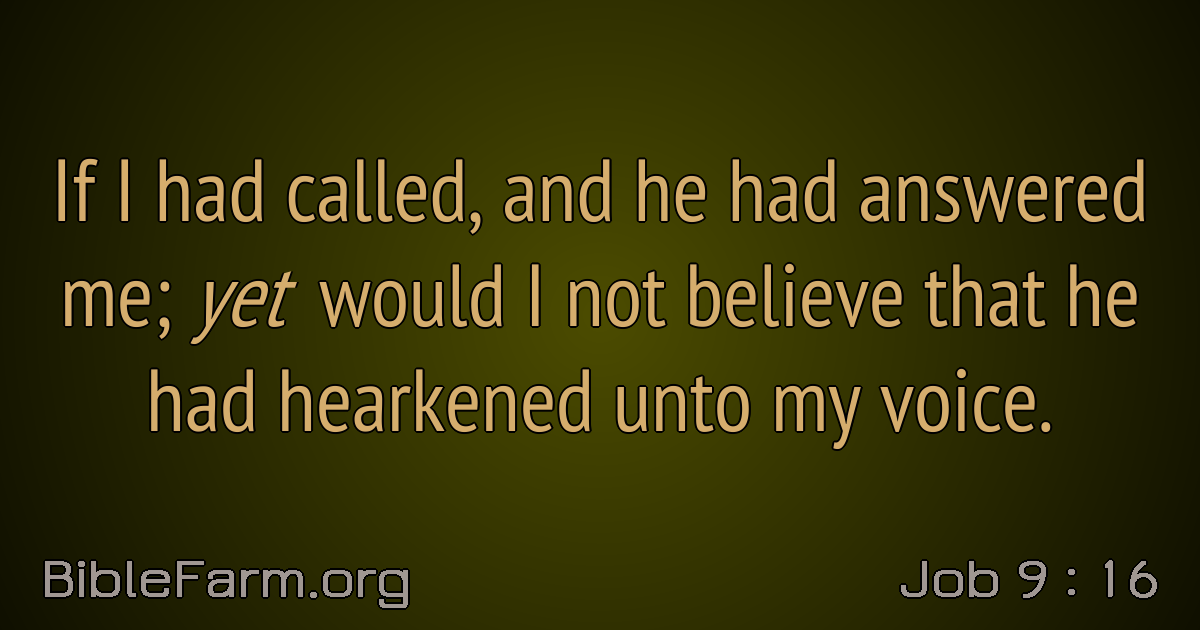 If I had called, and he had answered
me; yet would I not believe that he
had hearkened unto my voice.
BibleFarm.org
Job 9 : 16